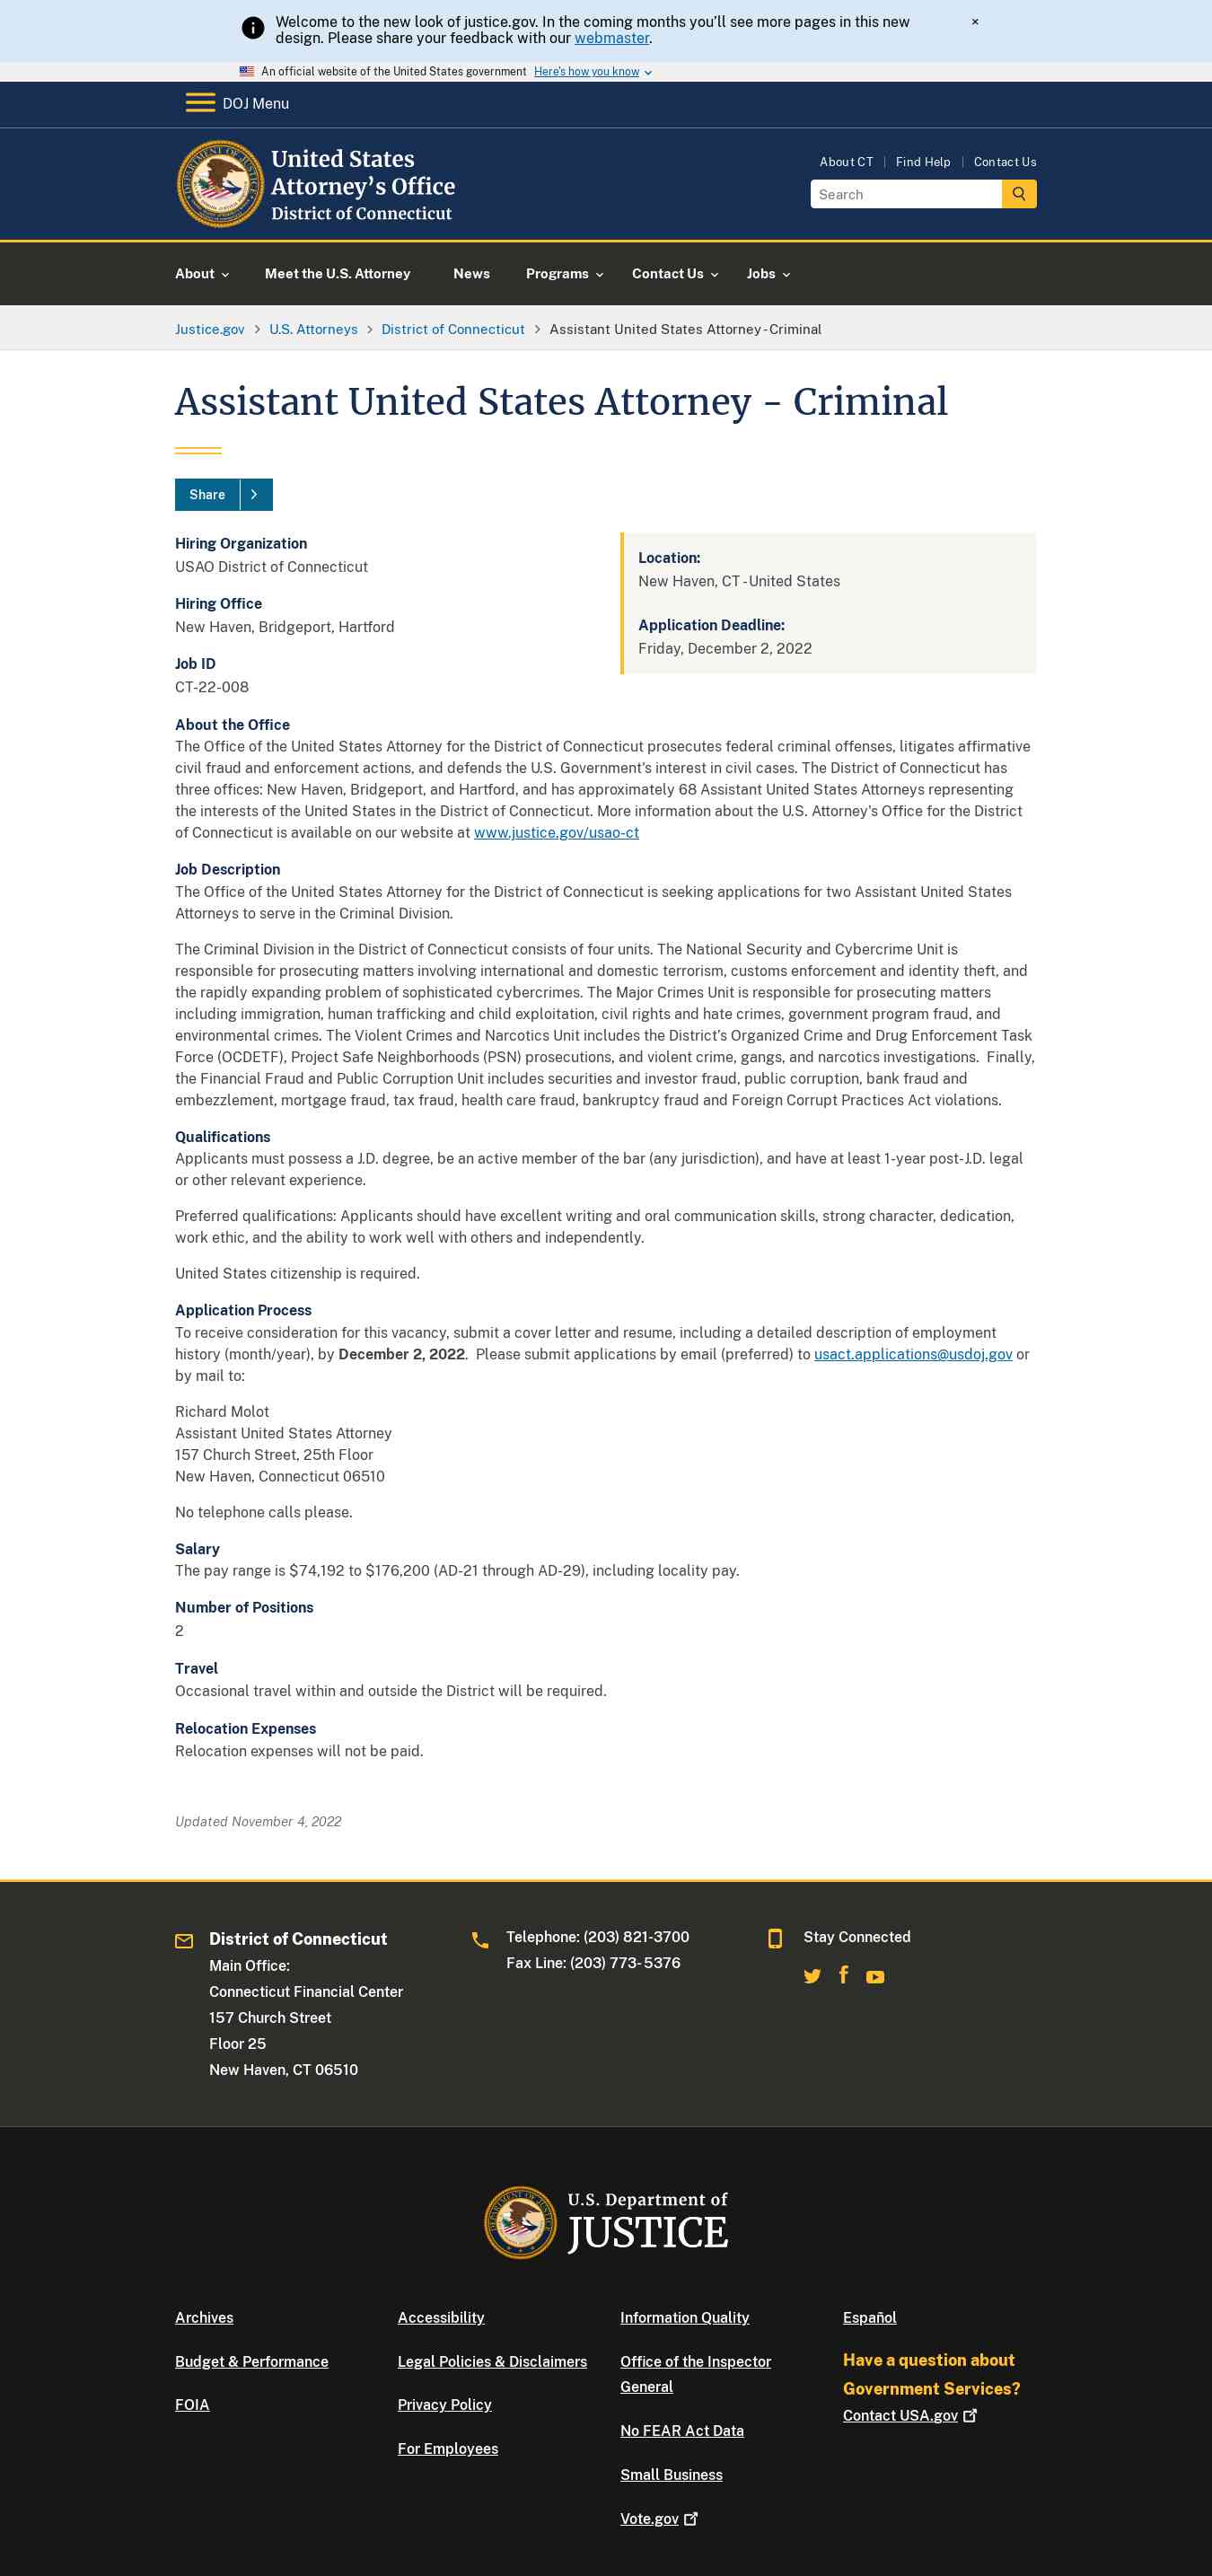 Welcome to the new look of justice.gov. In the coming months you’ll see more pages in this new
design. Please share your feedback with our webmaster.
×
An official website of the United States government Here's how you know
DOJ Menu
United States
Attorney’s Office
District of Connecticut
About CT
Find Help
Contact Us
Search
About
Meet the U.S. Attorney
News
Programs
Contact Us
Jobs
Justice.gov
U.S. Attorneys
District of Connecticut
Assistant United States Attorney - Criminal
Assistant United States Attorney - Criminal
Share
Hiring Organization
USAO District of Connecticut
Hiring Office
New Haven, Bridgeport, Hartford
Job ID
CT-22-008
Location:
New Haven, CT - United States
Application Deadline:
Friday, December 2, 2022
About the Office
The Office of the United States Attorney for the District of Connecticut prosecutes federal criminal offenses, litigates affirmative
civil fraud and enforcement actions, and defends the U.S. Government's interest in civil cases. The District of Connecticut has
three offices: New Haven, Bridgeport, and Hartford, and has approximately 68 Assistant United States Attorneys representing
the interests of the United States in the District of Connecticut. More information about the U.S. Attorney's Office for the District
of Connecticut is available on our website at www.justice.gov/usao-ct
Job Description
The Office of the United States Attorney for the District of Connecticut is seeking applications for two Assistant United States
Attorneys to serve in the Criminal Division.
The Criminal Division in the District of Connecticut consists of four units. The National Security and Cybercrime Unit is
responsible for prosecuting matters involving international and domestic terrorism, customs enforcement and identity theft, and
the rapidly expanding problem of sophisticated cybercrimes. The Major Crimes Unit is responsible for prosecuting matters
including immigration, human trafficking and child exploitation, civil rights and hate crimes, government program fraud, and
environmental crimes. The Violent Crimes and Narcotics Unit includes the District's Organized Crime and Drug Enforcement Task
Force (OCDETF), Project Safe Neighborhoods (PSN) prosecutions, and violent crime, gangs, and narcotics investigations. Finally,
the Financial Fraud and Public Corruption Unit includes securities and investor fraud, public corruption, bank fraud and
embezzlement, mortgage fraud, tax fraud, health care fraud, bankruptcy fraud and Foreign Corrupt Practices Act violations.
Qualifications
Applicants must possess a J.D. degree, be an active member of the bar (any jurisdiction), and have at least 1-year post-J.D. legal
or other relevant experience.
Preferred qualifications: Applicants should have excellent writing and oral communication skills, strong character, dedication,
work ethic, and the ability to work well with others and independently.
United States citizenship is required.
Application Process
To receive consideration for this vacancy, submit a cover letter and resume, including a detailed description of employment
history (month/year), by December 2, 2022. Please submit applications by email (preferred) to usact.applications@usdoj.gov or
by mail to:
Richard Molot
Assistant United States Attorney
157 Church Street, 25th Floor
New Haven, Connecticut 06510
No telephone calls please.
Salary
The pay range is $74,192 to $176,200 (AD-21 through AD-29), including locality pay.
Number of Positions
2
Travel
Occasional travel within and outside the District will be required.
Relocation Expenses
Relocation expenses will not be paid.
Updated November 4, 2022
District of Connecticut
Main Office:
Connecticut Financial Center
157 Church Street
Floor 25
New Haven, CT 06510
Telephone: (203) 821-3700
Fax Line: (203) 773- 5376
Stay Connected
U.S. Department of
JUSTICE
Archives
Budget & Performance
FOIA
Accessibility
Legal Policies & Disclaimers
Privacy Policy
For Employees
Information Quality
Office of the Inspector
General
No FEAR Act Data
Small Business
Vote.gov
Español
Have a question about
Government Services?
Contact USA.gov